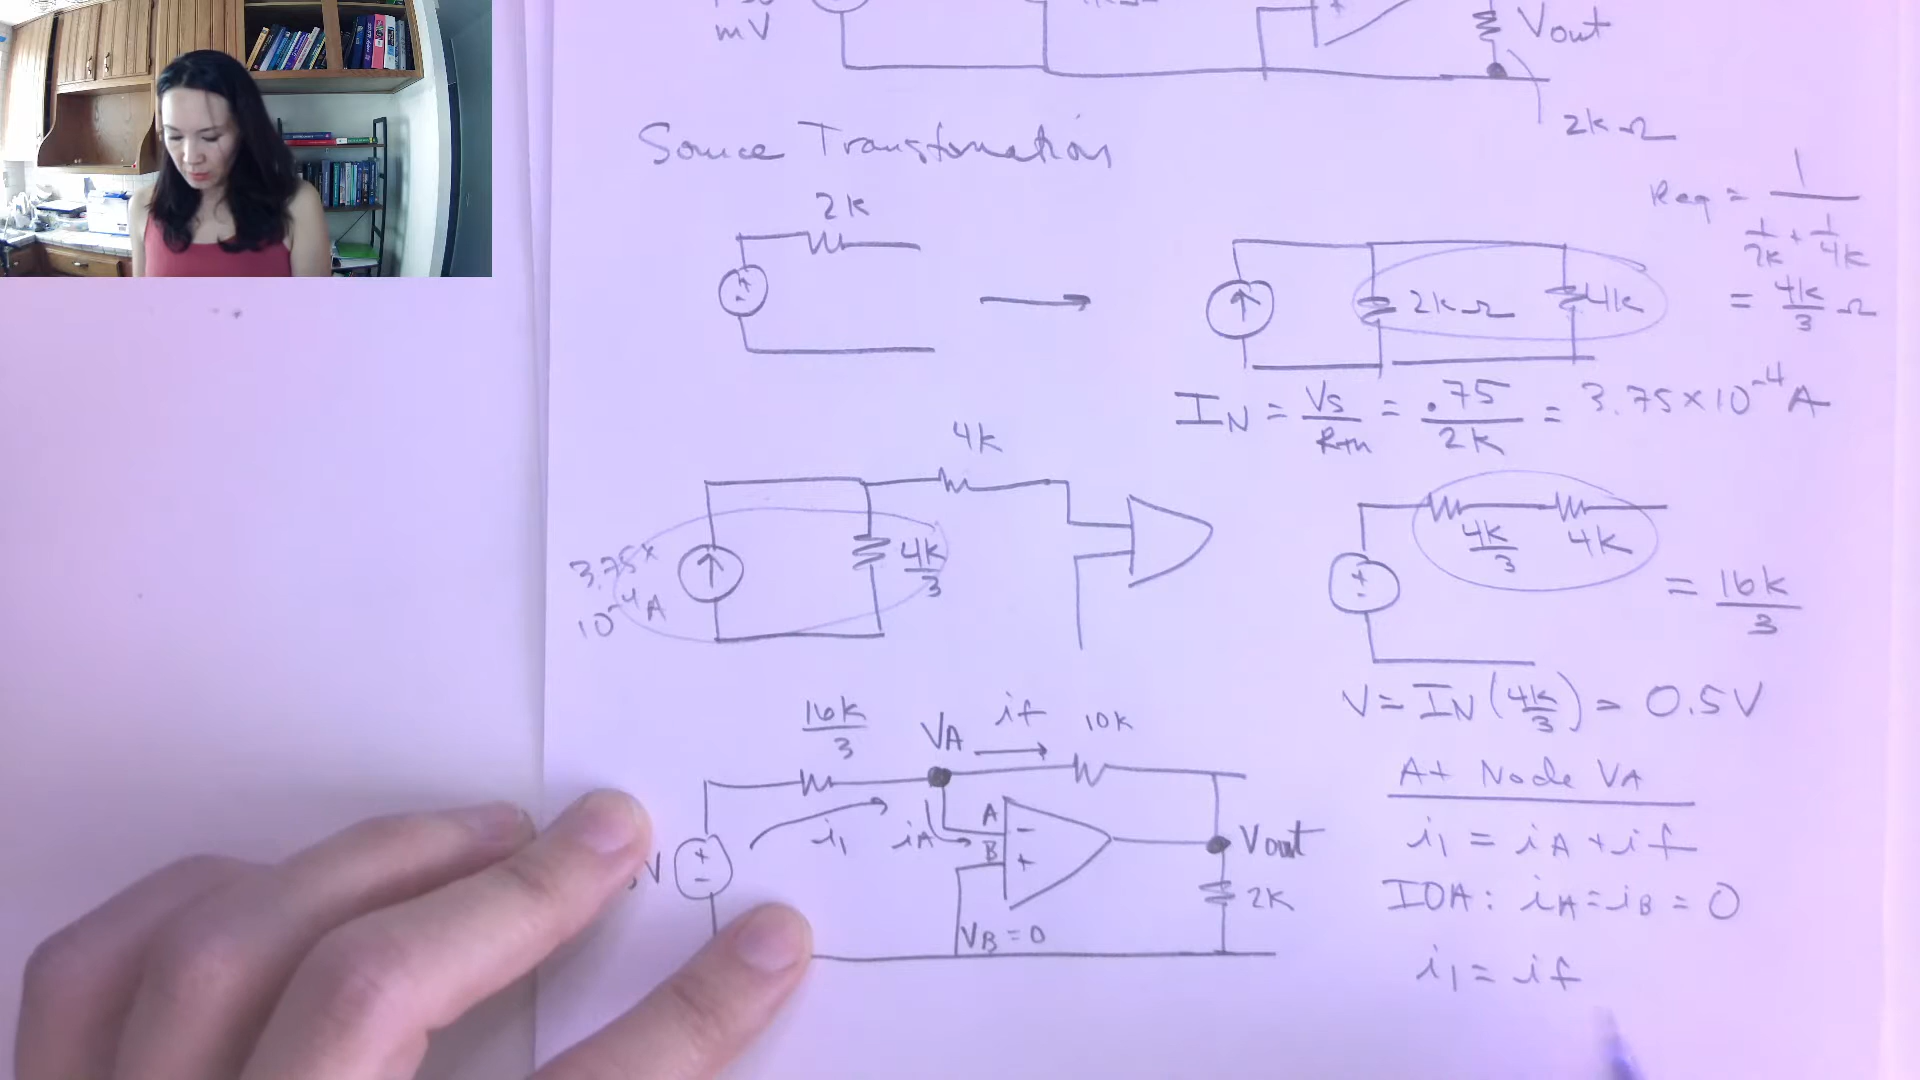 mV
Vout
2kΩ
Source Transformation
2k
2kΩ
4k
Req = 1
1/2k + 1/4k
= 4k/3 Ω
IN = Vs/RTH = .75/2k = 3.75×10⁻⁴A
4k
3.75×
10⁻⁴A
4k/3
4k/3
4k
= 16k/3
V = IN (4k/3) = 0.5V
16k/3
VA
if
10k
i1
iA
A
-
B
+
Vout
V
+
-
2k
VB = 0
At Node VA
i1 = iA + if
IOA: iA = iB = 0
i1 = if